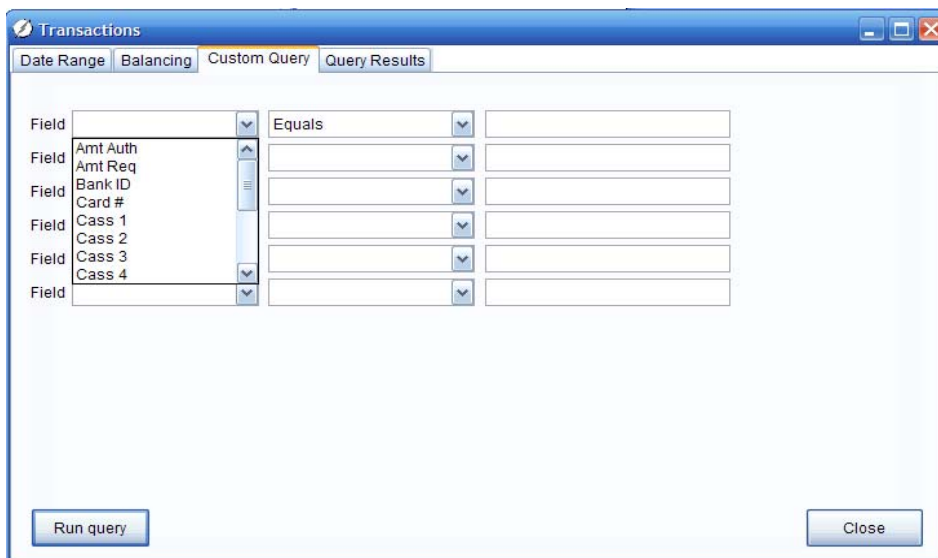 Transactions
Date Range Balancing Custom Query Query Results
Field Equals
Field
Field
Field
Field
Field
Amt Auth
Amt Req
Bank ID
Card #
Cass 1
Cass 2
Cass 3
Cass 4
Run query Close